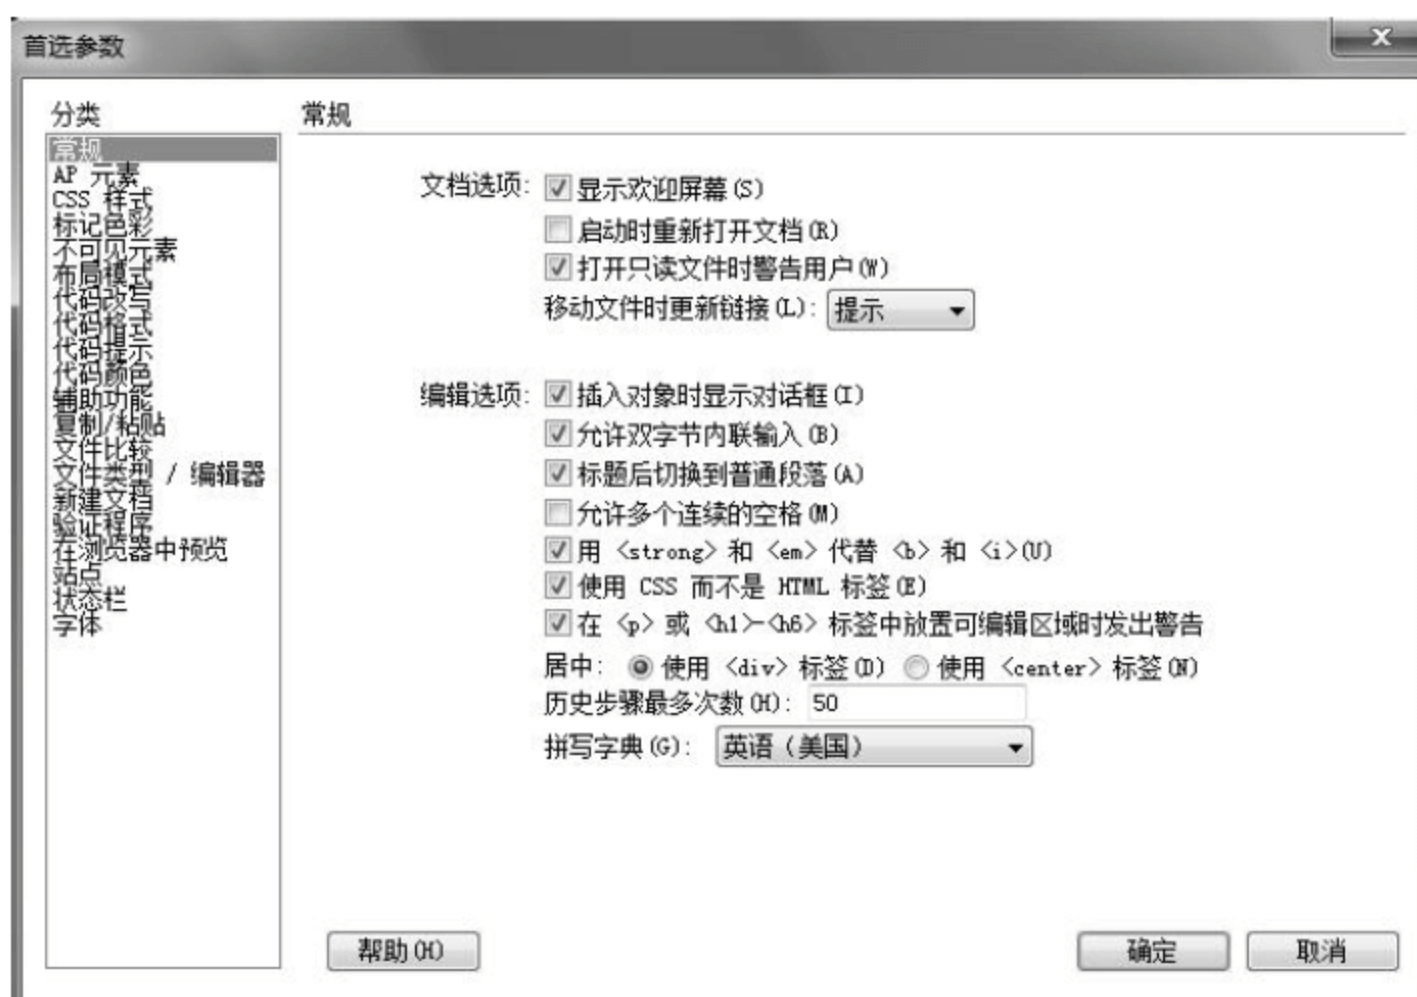 首选参数
分类
常规
AP 元素
CSS 样式
标记色彩
不可见元素
布局模式
代码改写
代码格式
代码提示
代码颜色
辅助功能
复制/粘贴
文件比较
文件类型 / 编辑器
新建文档
验证程序
在浏览器中预览
站点
状态栏
字体
常规
文档选项: 显示欢迎屏幕(S)
启动时重新打开文档(R)
打开只读文件时警告用户(W)
移动文件时更新链接(L): 提示
编辑选项: 插入对象时显示对话框(I)
允许双字节内联输入(B)
标题后切换到普通段落(A)
允许多个连续的空格(M)
用 <strong> 和 <em> 代替 <b> 和 <i>(U)
使用 CSS 而不是 HTML 标签(E)
在 <p> 或 <h1>-<h6> 标签中放置可编辑区域时发出警告
居中: 使用 <div> 标签(D) 使用 <center> 标签(N)
历史步骤最多次数(H): 50
拼写字典(G): 英语（美国）
帮助(H) 确定 取消